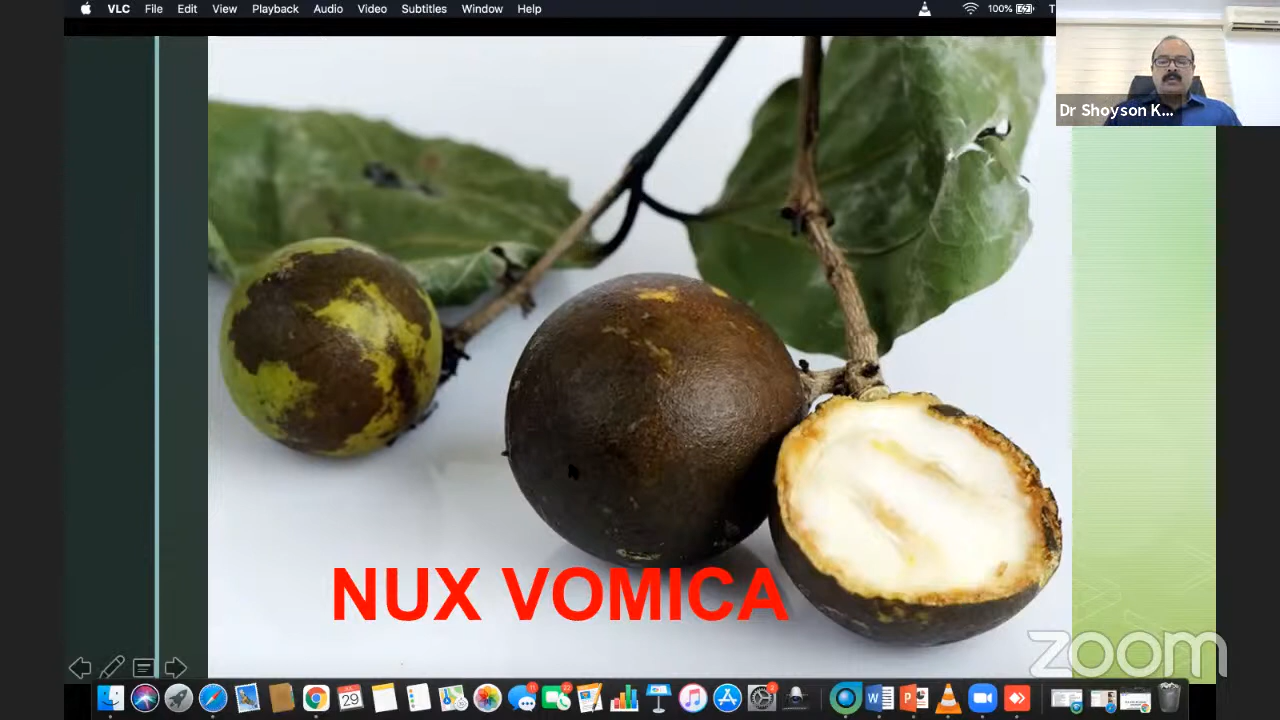 VLC File Edit View Playback Audio Video Subtitles Window Help 100% T
Dr Shoyson K...
NUX VOMICA
zoom
29